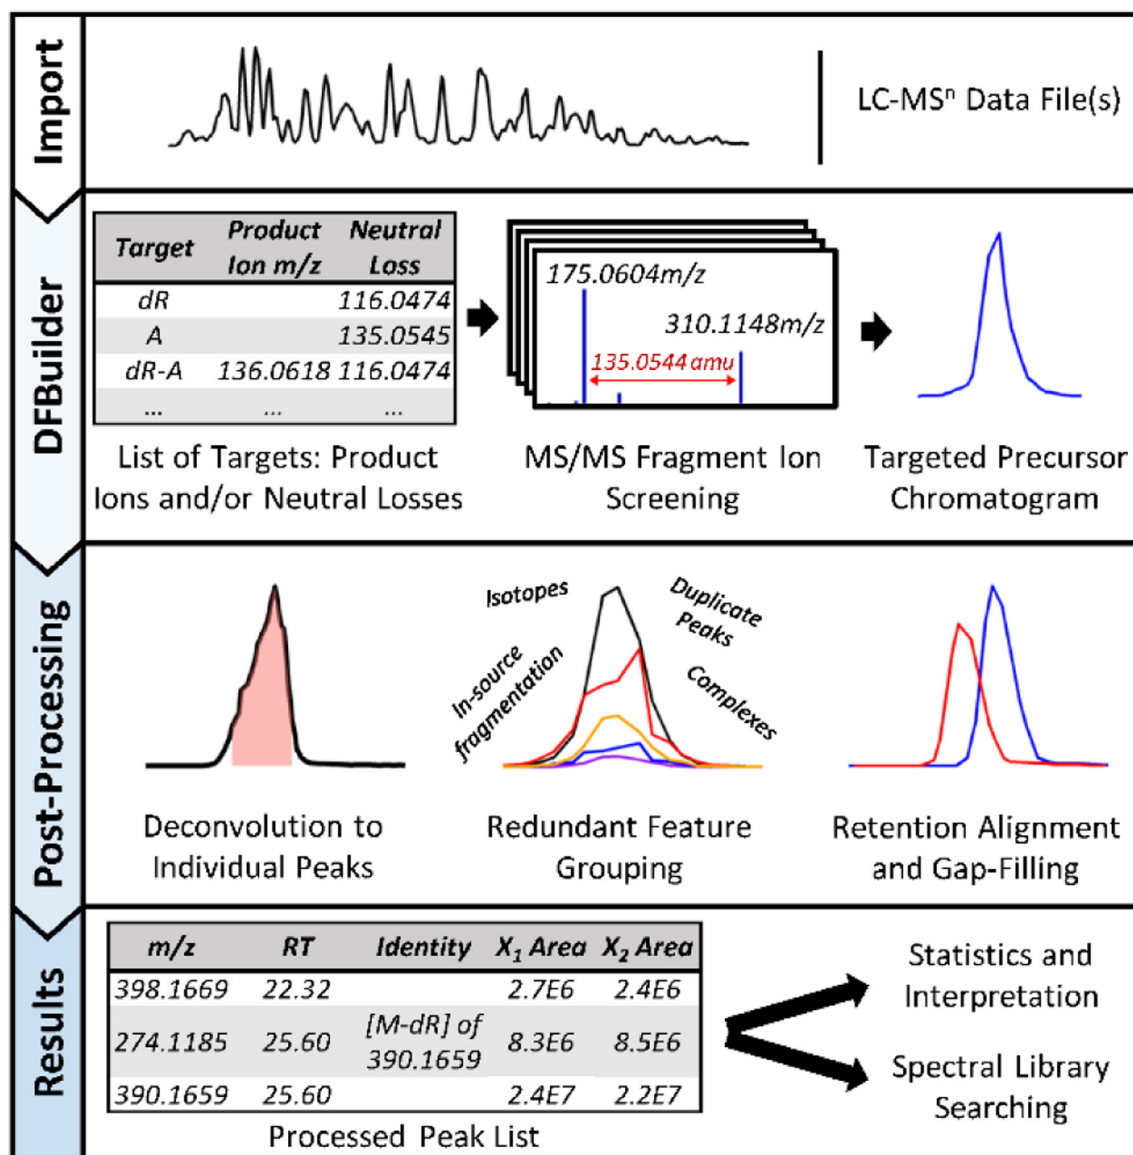 Import
LC-MSⁿ Data File(s)
DFBuilder
Target Product Ion m/z Neutral Loss
dR 116.0474
A 135.0545
dR-A 136.0618 116.0474
... ... ...
175.0604m/z
310.1148m/z
135.0544 amu
List of Targets: Product
Ions and/or Neutral Losses
MS/MS Fragment Ion
Screening
Targeted Precursor
Chromatogram
Post-Processing
Isotopes
Duplicate
Peaks
In-source
fragmentation
Complexes
Deconvolution to
Individual Peaks
Redundant Feature
Grouping
Retention Alignment
and Gap-Filling
Results
m/z RT Identity X₁ Area X₂ Area
398.1669 22.32 2.7E6 2.4E6
274.1185 25.60 [M-dR] of 390.1659 8.3E6 8.5E6
390.1659 25.60 2.4E7 2.2E7
Processed Peak List
Statistics and
Interpretation
Spectral Library
Searching